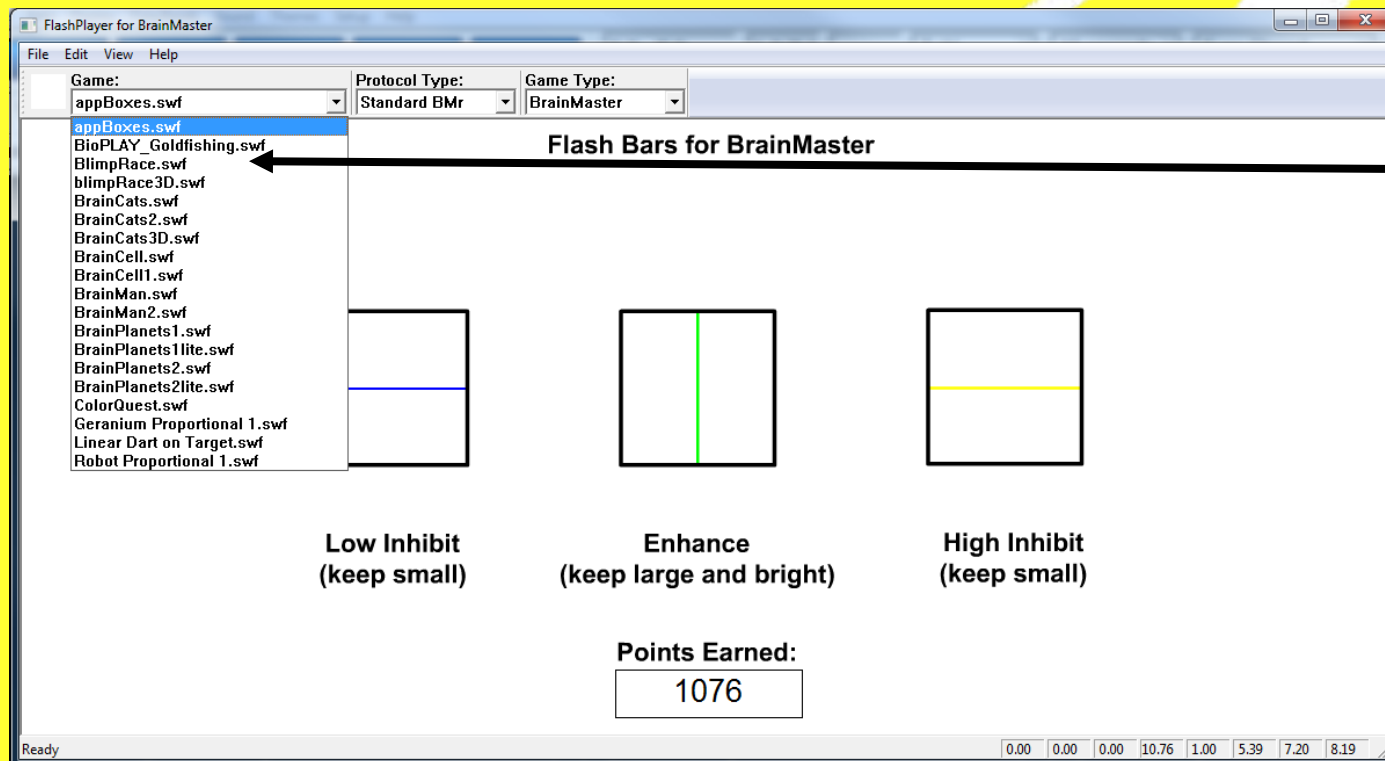 FlashPlayer for BrainMaster
File Edit View Help
Game: Protocol Type: Game Type:
appBoxes.swf Standard BMr BrainMaster
appBoxes.swf
BioPLAY_Goldfishing.swf
BlimpRace.swf
blimpRace3D.swf
BrainCats.swf
BrainCats2.swf
BrainCats3D.swf
BrainCell.swf
BrainCell1.swf
BrainMan.swf
BrainMan2.swf
BrainPlanets1.swf
BrainPlanets1lite.swf
BrainPlanets2.swf
BrainPlanets2lite.swf
ColorQuest.swf
Geranium Proportional 1.swf
Linear Dart on Target.swf
Robot Proportional 1.swf
Flash Bars for BrainMaster
Low Inhibit
(keep small)
Enhance
(keep large and bright)
High Inhibit
(keep small)
Points Earned:
1076
Ready 0.00 0.00 0.00 10.76 1.00 5.39 7.20 8.19